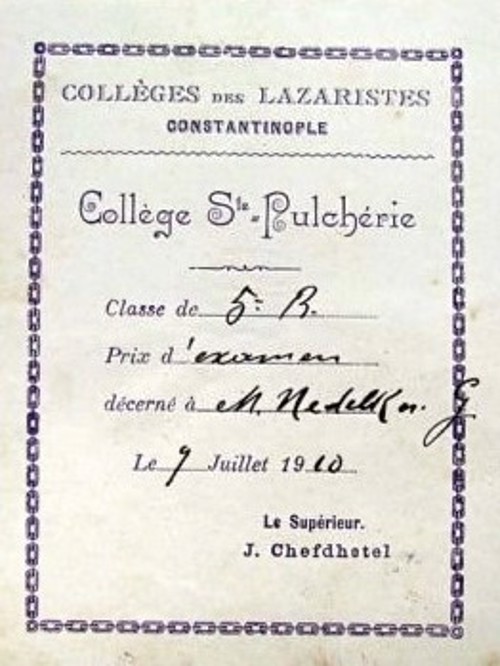 COLLÈGES DES LAZARISTES
CONSTANTINOPLE
Collège Ste-Pulchérie
Classe de 5e B.
Prix d'examen
décerné à M. Nedelkov. G
Le 9 Juillet 1910
Le Supérieur.
J. Chefdhotel